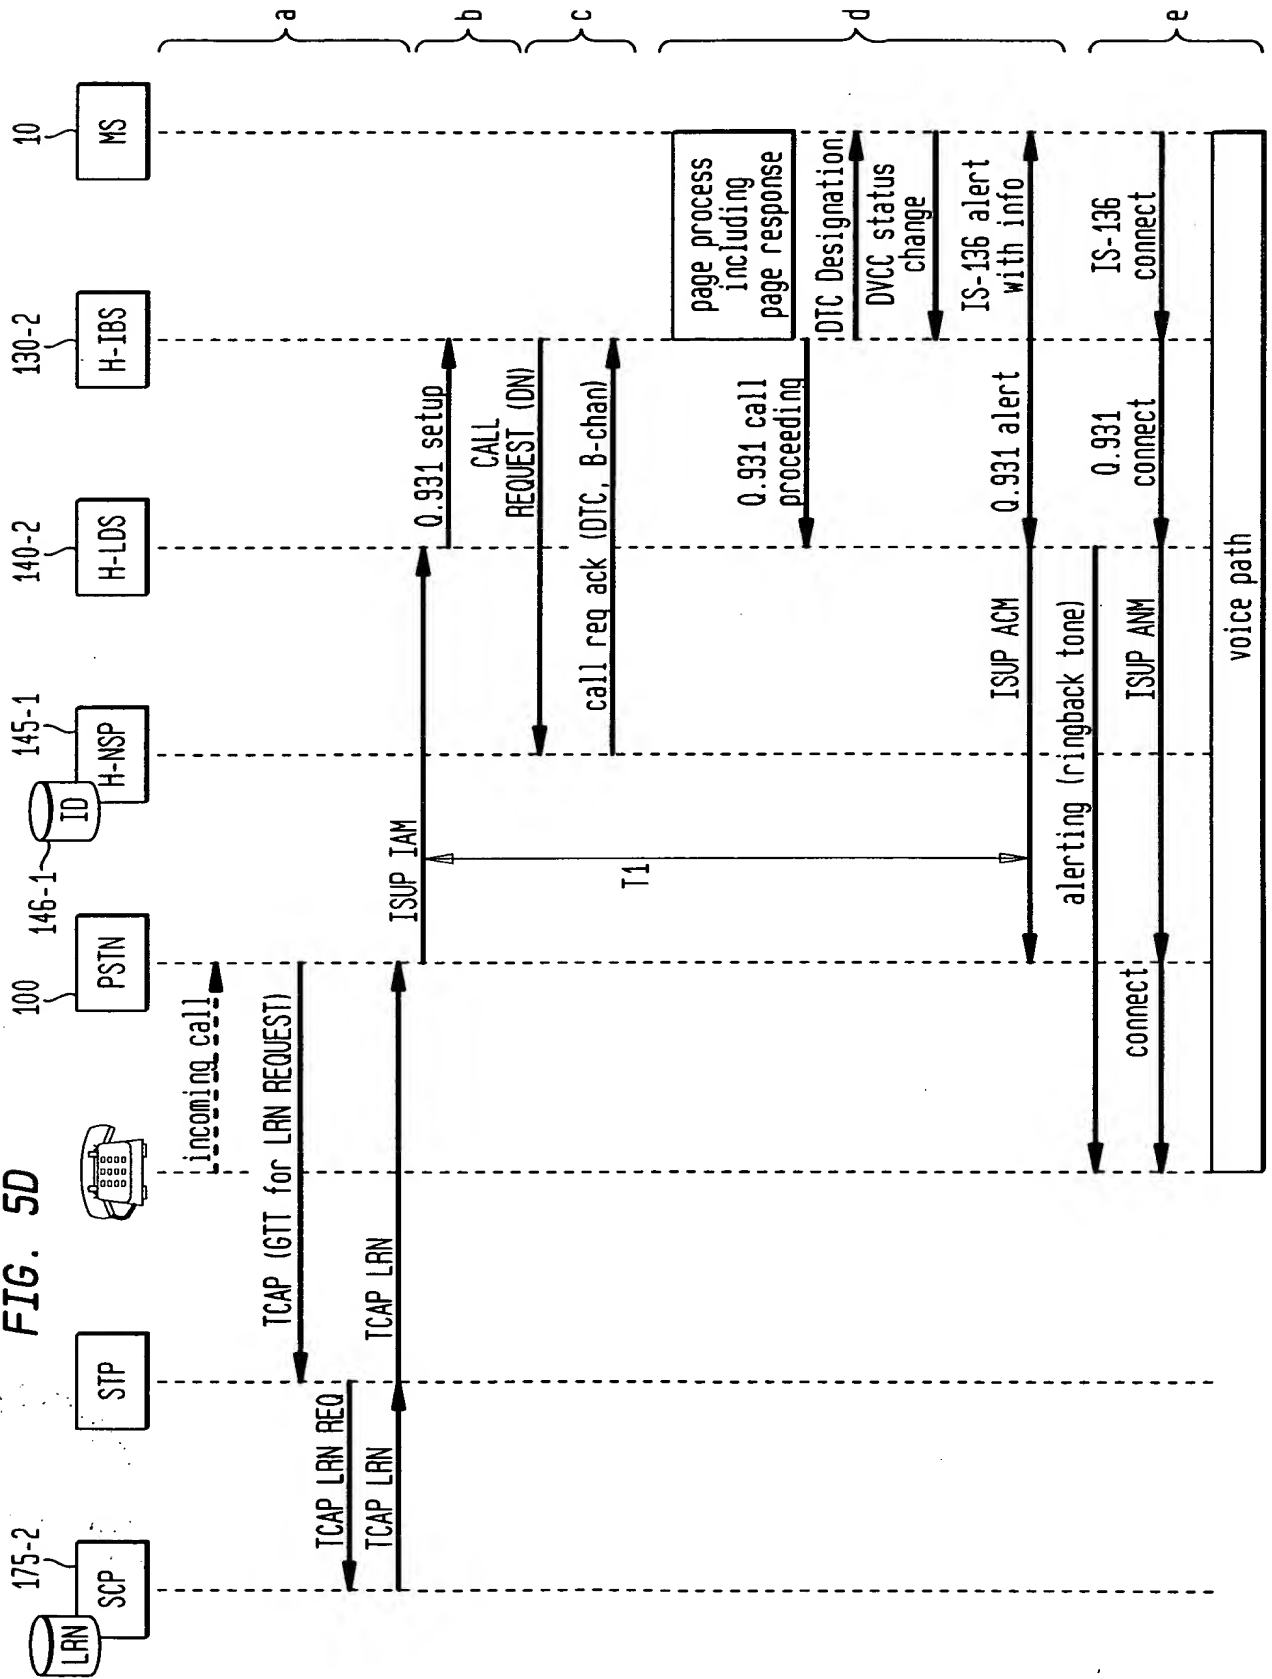 FIG. 5D
175-2
LRN
SCP
STP
100
PSTN
146-1
ID
145-1
H-NSP
140-2
H-LDS
130-2
H-IBS
10
MS
incoming call
TCAP (GTT for LRN REQUEST)
TCAP LRN REQ
TCAP LRN
TCAP LRN
a
ISUP IAM
Q.931 setup
b
CALL
REQUEST (DN)
call req ack (DTC, B-chan)
c
T1
page process
including
page response
Q.931 call
proceeding
DTC Designation
DVCC status
change
IS-136 alert
with info
Q.931 alert
ISUP ACM
d
alerting (ringback tone)
IS-136
connect
Q.931
connect
ISUP ANM
connect
voice path
e